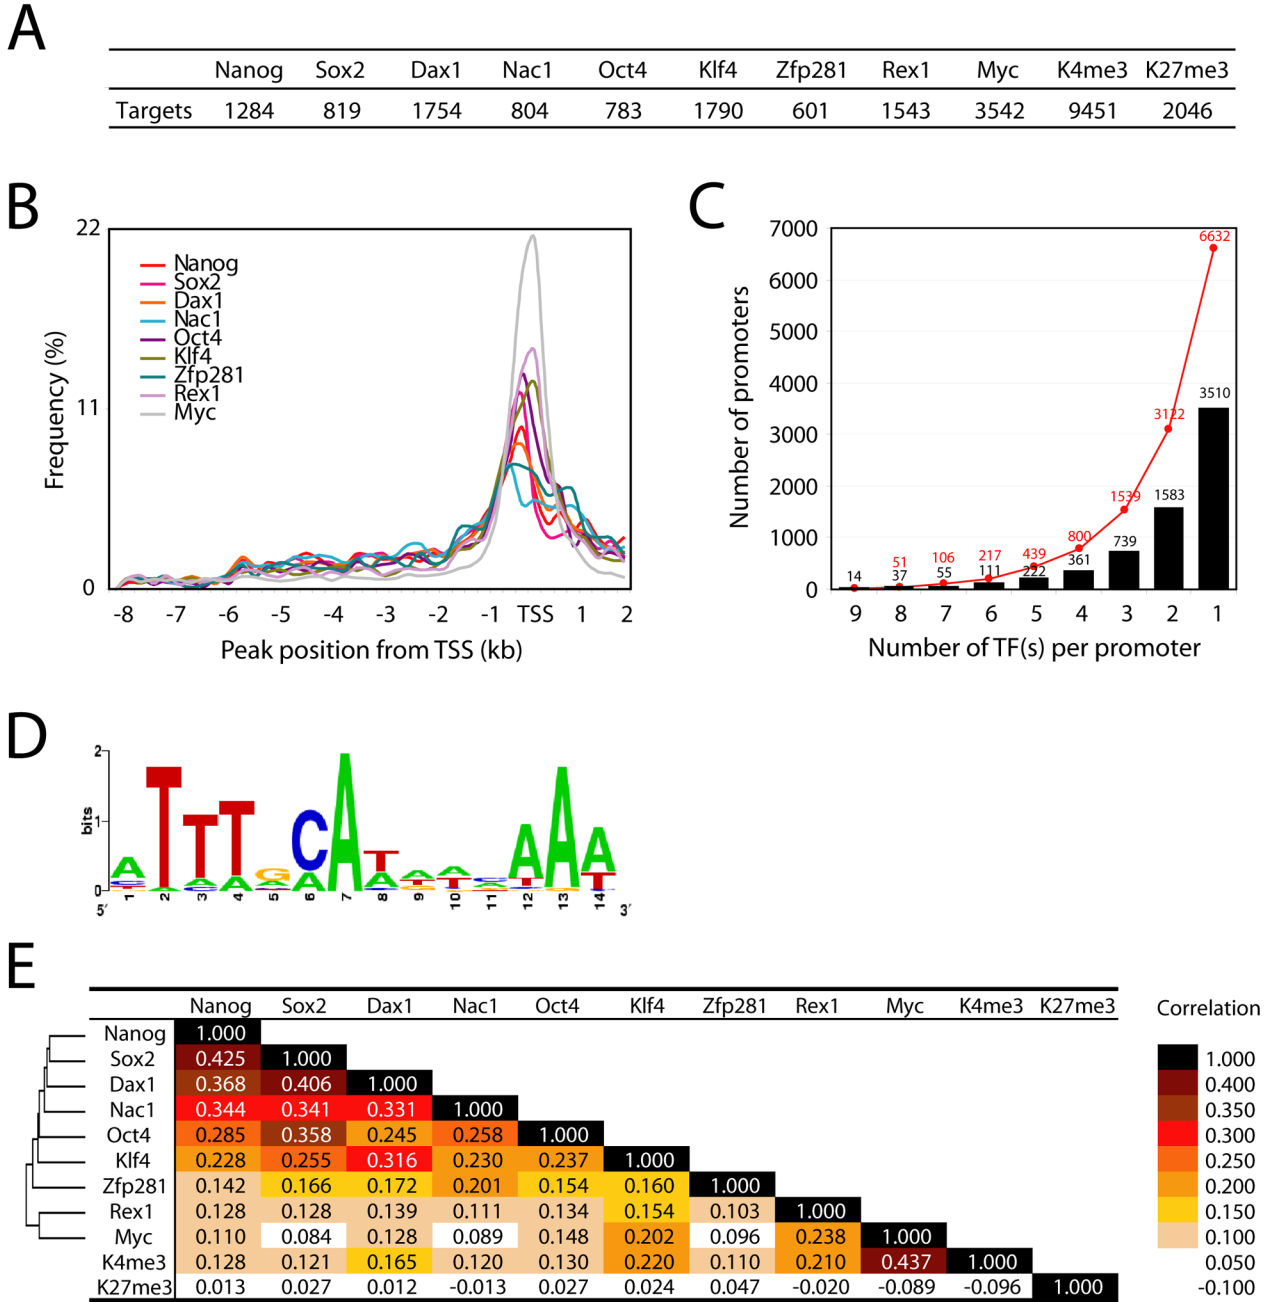 A
Nanog Sox2 Dax1 Nac1 Oct4 Klf4 Zfp281 Rex1 Myc K4me3 K27me3
Targets 1284 819 1754 804 783 1790 601 1543 3542 9451 2046
B
22
11
0
Frequency (%)
Nanog
Sox2
Dax1
Nac1
Oct4
Klf4
Zfp281
Rex1
Myc
-8 -7 -6 -5 -4 -3 -2 -1 TSS 1 2
Peak position from TSS (kb)
C
7000
6000
5000
4000
3000
2000
1000
0
Number of promoters
6632
3510
3122
1583
1539
739
800
361
439
222
217
111
106
55
51
37
14
9 8 7 6 5 4 3 2 1
Number of TF(s) per promoter
D
2
1
0
bits
5′ 1 2 3 4 5 6 7 8 9 10 11 12 13 14 3′
E
Nanog Sox2 Dax1 Nac1 Oct4 Klf4 Zfp281 Rex1 Myc K4me3 K27me3
Nanog 1.000
Sox2 0.425 1.000
Dax1 0.368 0.406 1.000
Nac1 0.344 0.341 0.331 1.000
Oct4 0.285 0.358 0.245 0.258 1.000
Klf4 0.228 0.255 0.316 0.230 0.237 1.000
Zfp281 0.142 0.166 0.172 0.201 0.154 0.160 1.000
Rex1 0.128 0.128 0.139 0.111 0.134 0.154 0.103 1.000
Myc 0.110 0.084 0.128 0.089 0.148 0.202 0.096 0.238 1.000
K4me3 0.128 0.121 0.165 0.120 0.130 0.220 0.110 0.210 0.437 1.000
K27me3 0.013 0.027 0.012 -0.013 0.027 0.024 0.047 -0.020 -0.089 -0.096 1.000
Correlation
1.000
0.400
0.350
0.300
0.250
0.200
0.150
0.100
0.050
-0.100